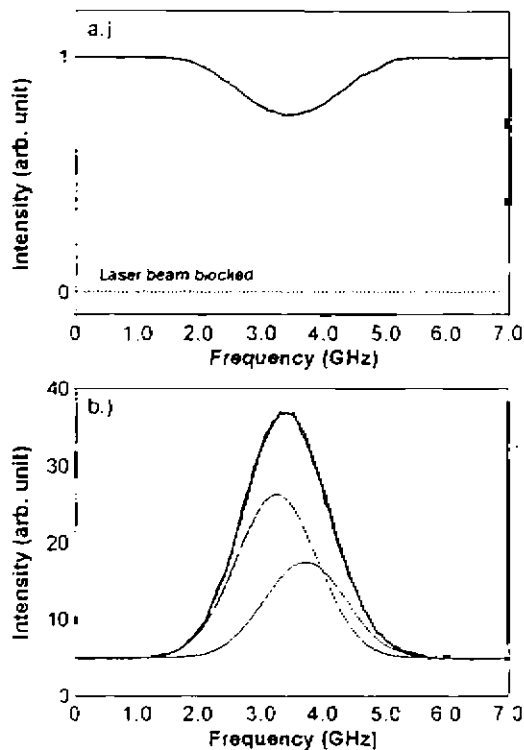 a.)
Intensity (arb. unit)
1
0
Laser beam blocked
0 1.0 2.0 3.0 4.0 5.0 6.0 7.0
Frequency (GHz)
b.)
Intensity (arb. unit)
40
30
20
10
0
0 1.0 2.0 3.0 4.0 5.0 6.0 7.0
Frequency (GHz)